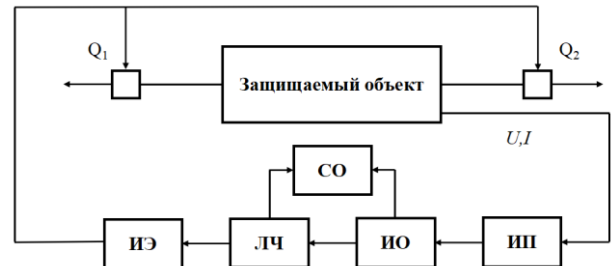 Q1 Q2
Защищаемый объект
U,I
СО
ИЭ ЛЧ ИО ИП